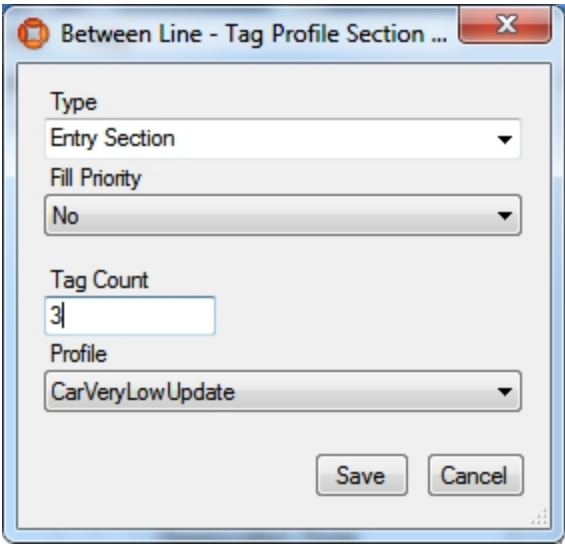 Between Line - Tag Profile Section ...
Type
Entry Section
Fill Priority
No
Tag Count
3
Profile
CarVeryLowUpdate
Save Cancel